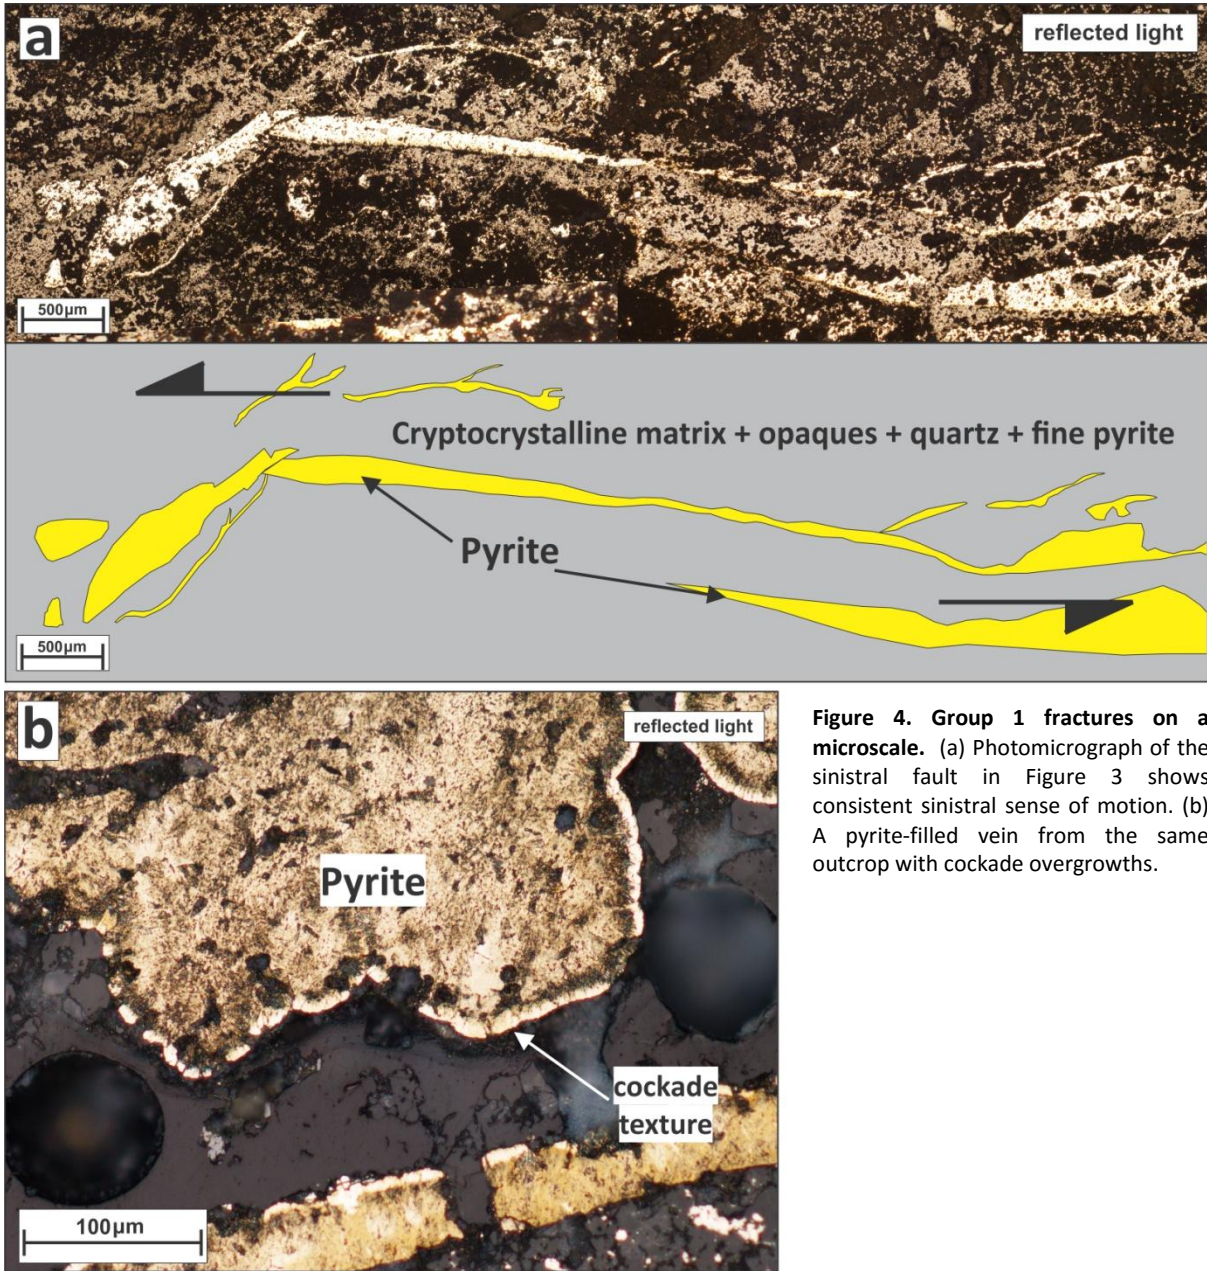 a
reflected light
500µm
Cryptocrystalline matrix + opaques + quartz + fine pyrite
Pyrite
500µm
b
reflected light
Pyrite
cockade
texture
100µm
Figure 4. Group 1 fractures on a
microscale. (a) Photomicrograph of the
sinistral fault in Figure 3 shows
consistent sinistral sense of motion. (b)
A pyrite-filled vein from the same
outcrop with cockade overgrowths.